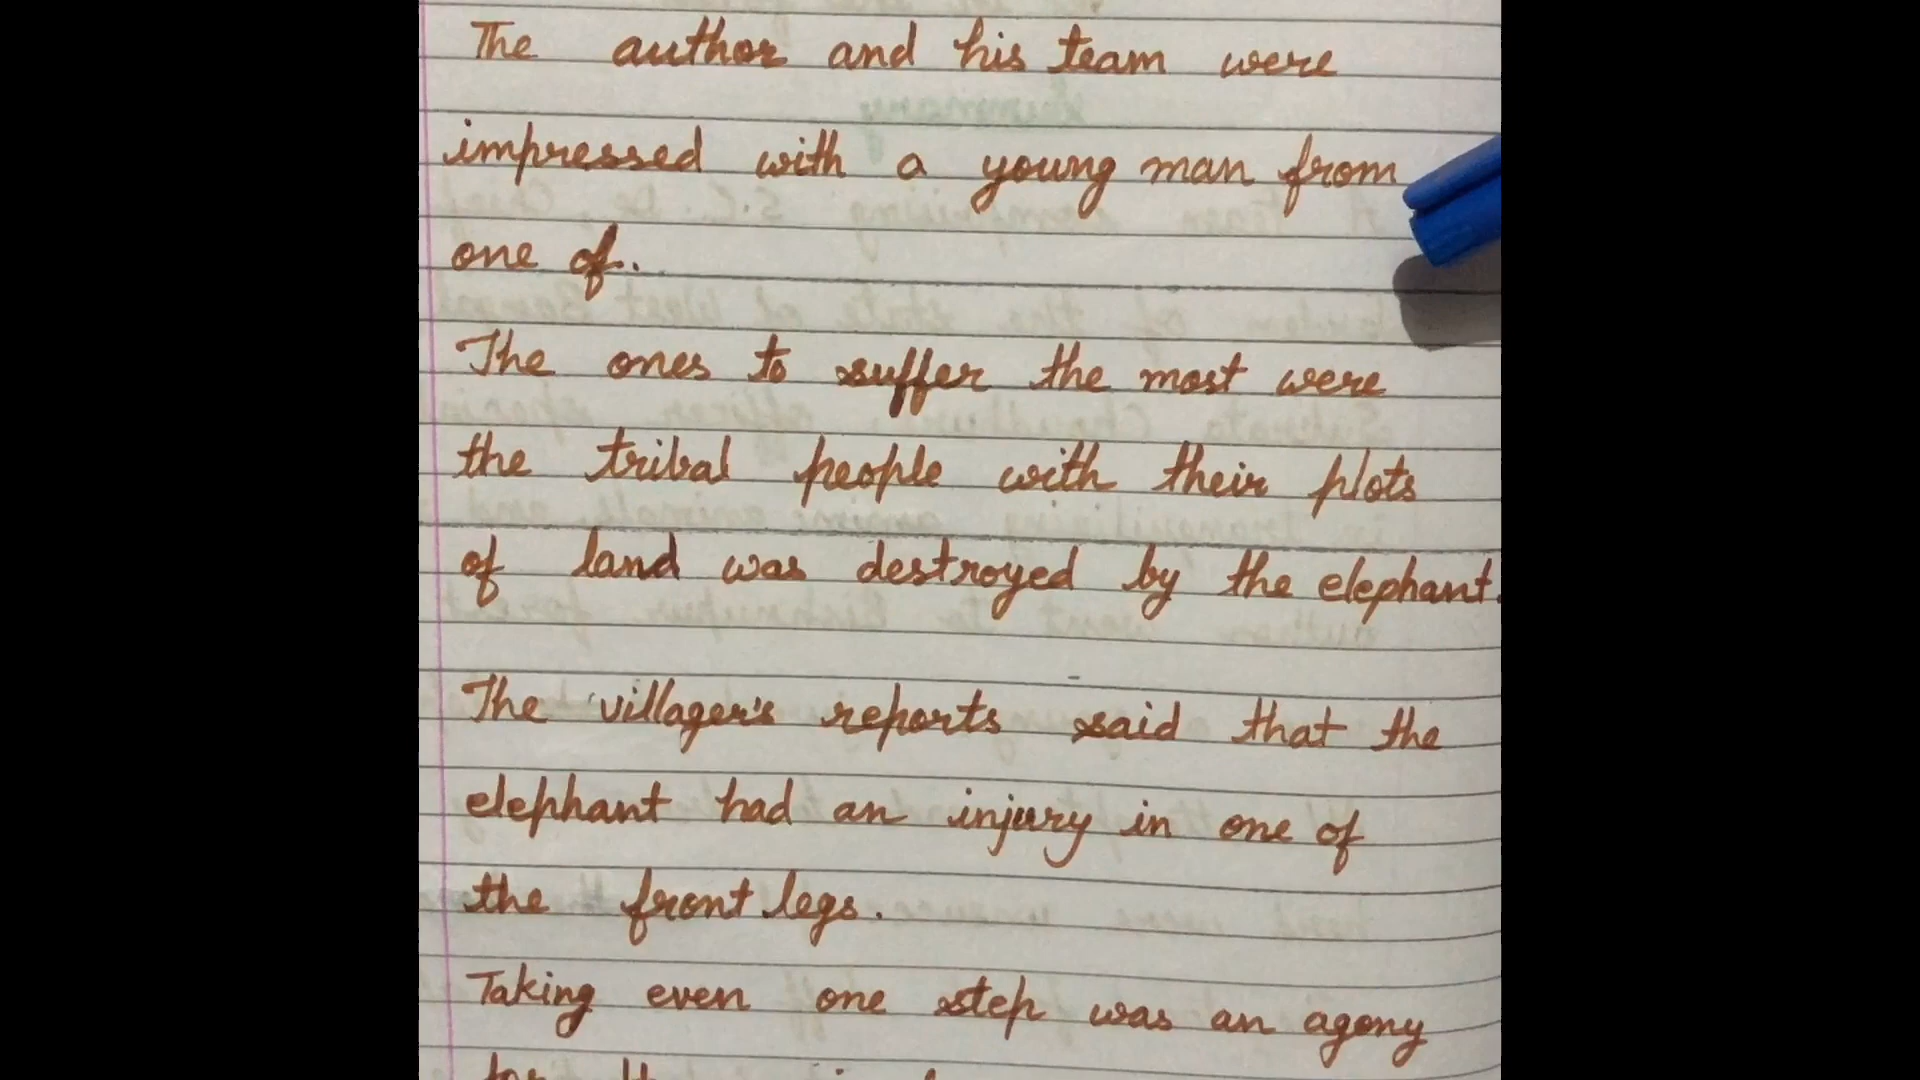 The author and his team were
impressed with a young man from
one of.
The ones to suffer the most were
the tribal people with their plots
of land was destroyed by the elephant.
The villager's reports said that the
elephant had an injury in one of
the front legs.
Taking even one step was an agony